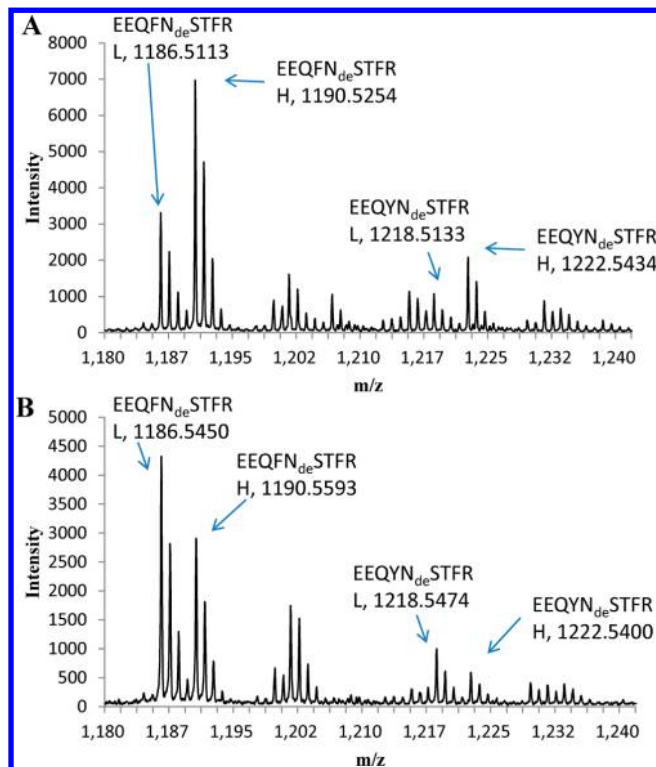 A
EEQFNdeSTFR
L, 1186.5113
EEQFNdeSTFR
H, 1190.5254
EEQYNdeSTFR
L, 1218.5133
EEQYNdeSTFR
H, 1222.5434
8000
7000
6000
5000
4000
3000
2000
1000
0
Intensity
1,180 1,187 1,195 1,202 1,210 1,217 1,225 1,232 1,240
m/z
B
EEQFNdeSTFR
L, 1186.5450
EEQFNdeSTFR
H, 1190.5593
EEQYNdeSTFR
L, 1218.5474
EEQYNdeSTFR
H, 1222.5400
5000
4500
4000
3500
3000
2500
2000
1500
1000
500
0
Intensity
1,180 1,187 1,195 1,202 1,210 1,217 1,225 1,232 1,240
m/z